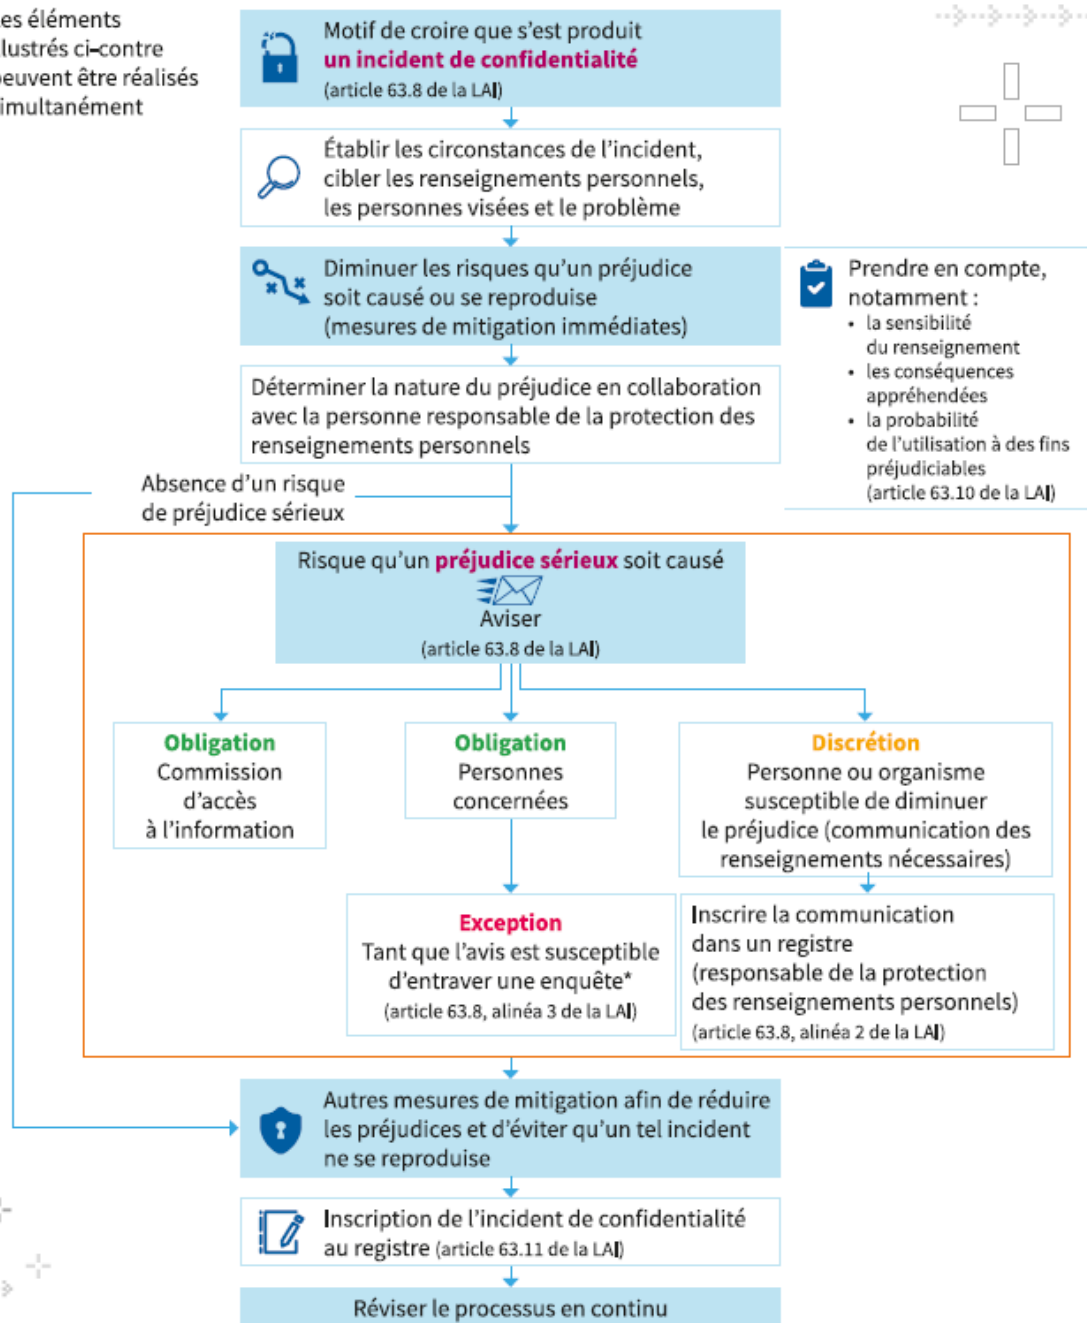 es éléments
llustrés ci-contre
peuvent être réalisés
imultanément
Motif de croire que s'est produit
un incident de confidentialité
(article 63.8 de la LAI)
Établir les circonstances de l'incident,
cibler les renseignements personnels,
les personnes visées et le problème
Diminuer les risques qu'un préjudice
soit causé ou se reproduise
(mesures de mitigation immédiates)
Prendre en compte,
notamment :
• la sensibilité
du renseignement
• les conséquences
appréhendées
• la probabilité
de l'utilisation à des fins
préjudiciables
(article 63.10 de la LAI)
Déterminer la nature du préjudice en collaboration
avec la personne responsable de la protection des
renseignements personnels
Absence d'un risque
de préjudice sérieux
Risque qu'un préjudice sérieux soit causé
Aviser
(article 63.8 de la LAI)
Obligation
Commission
d'accès
à l'information
Obligation
Personnes
concernées
Discrétion
Personne ou organisme
susceptible de diminuer
le préjudice (communication des
renseignements nécessaires)
Exception
Tant que l'avis est susceptible
d'entraver une enquête*
(article 63.8, alinéa 3 de la LAI)
Inscrire la communication
dans un registre
(responsable de la protection
des renseignements personnels)
(article 63.8, alinéa 2 de la LAI)
Autres mesures de mitigation afin de réduire
les préjudices et d'éviter qu'un tel incident
ne se reproduise
Inscription de l'incident de confidentialité
au registre (article 63.11 de la LAI)
Réviser le processus en continu